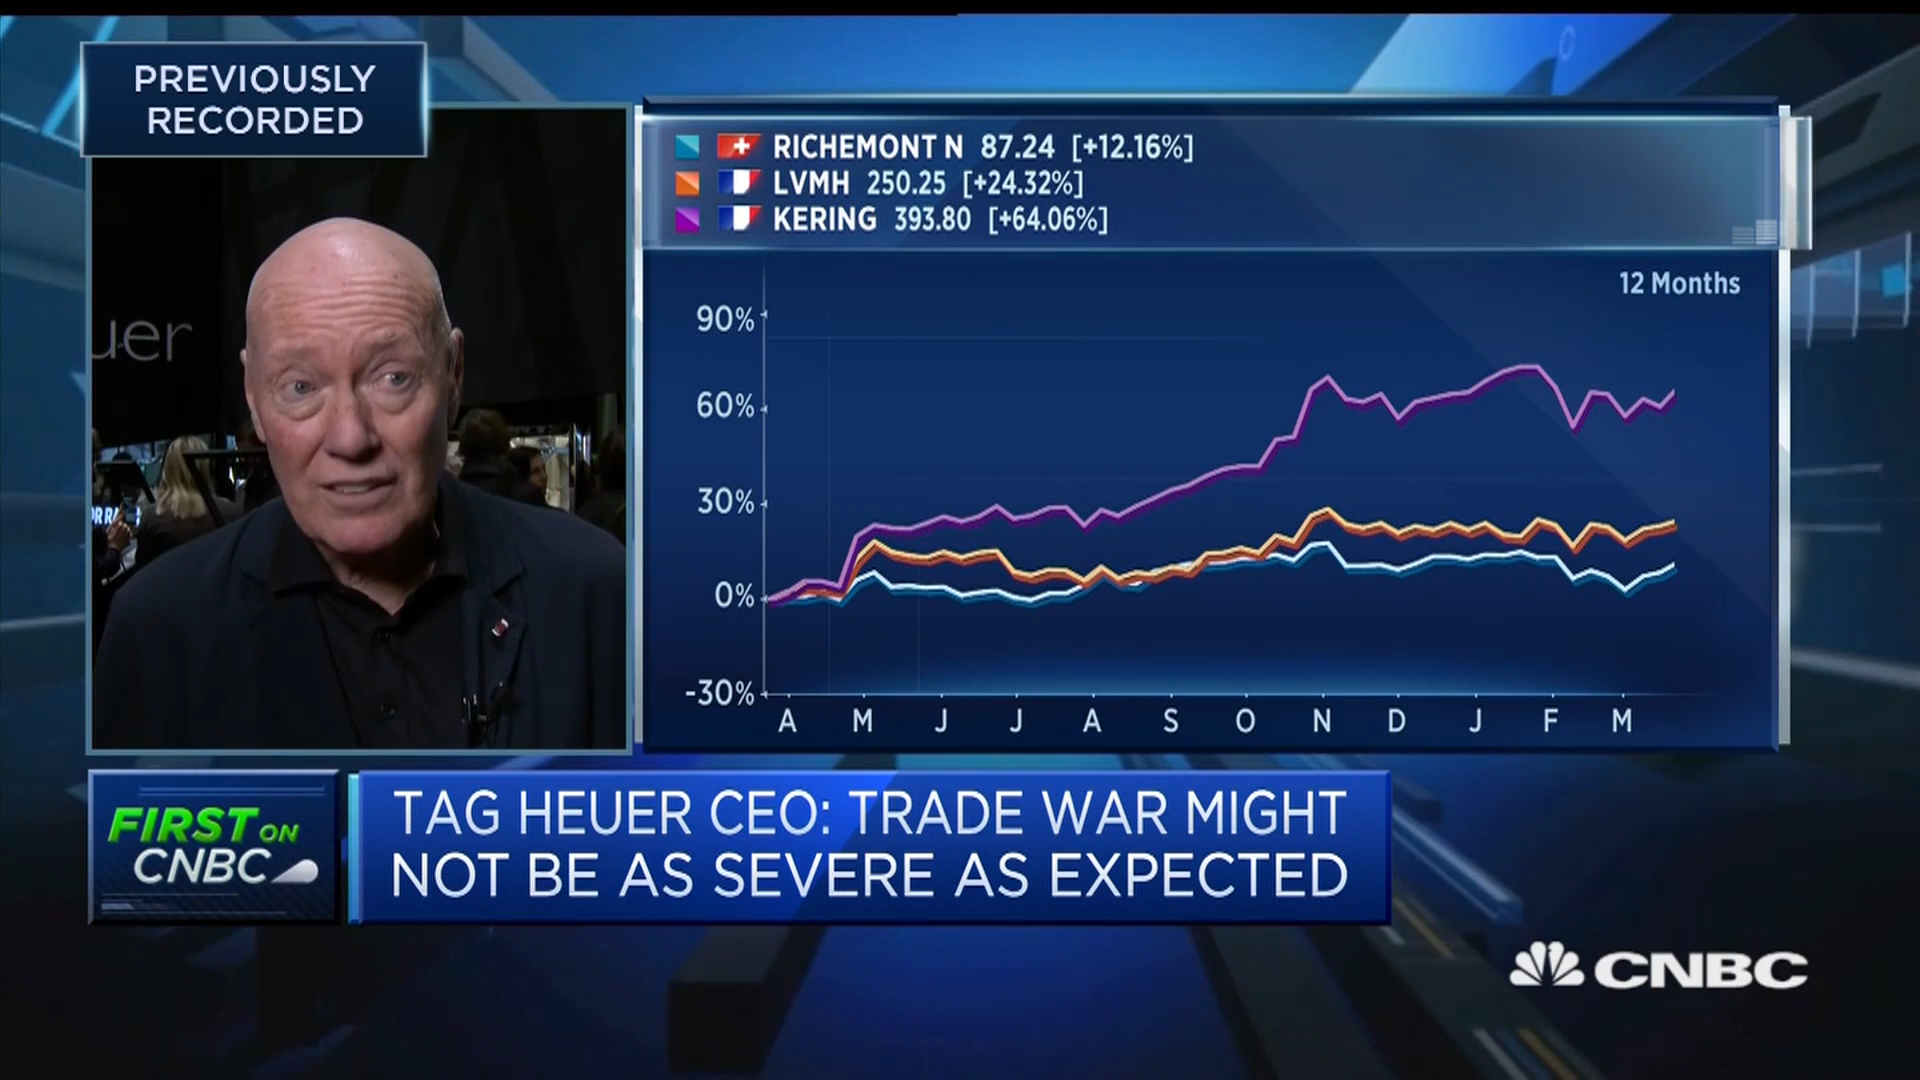 PREVIOUSLY
RECORDED
uer
RICHEMONT N 87.24 [+12.16%]
LVMH 250.25 [+24.32%]
KERING 393.80 [+64.06%]
12 Months
90%
60%
30%
0%
-30%
A M J J A S O N D J F M
FIRST ON
CNBC
TAG HEUER CEO: TRADE WAR MIGHT
NOT BE AS SEVERE AS EXPECTED
CNBC